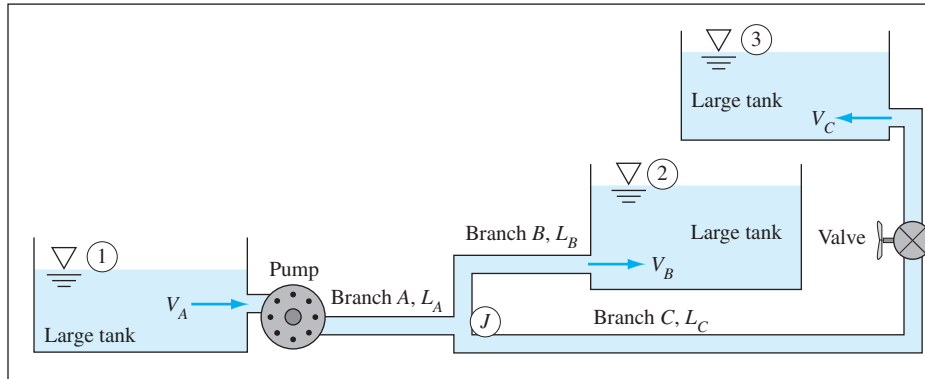 3
Large tank
V_C
2
Branch B, L_B
Large tank
Valve
V_B
1
Pump
V_A
Branch A, L_A
Large tank
J
Branch C, L_C